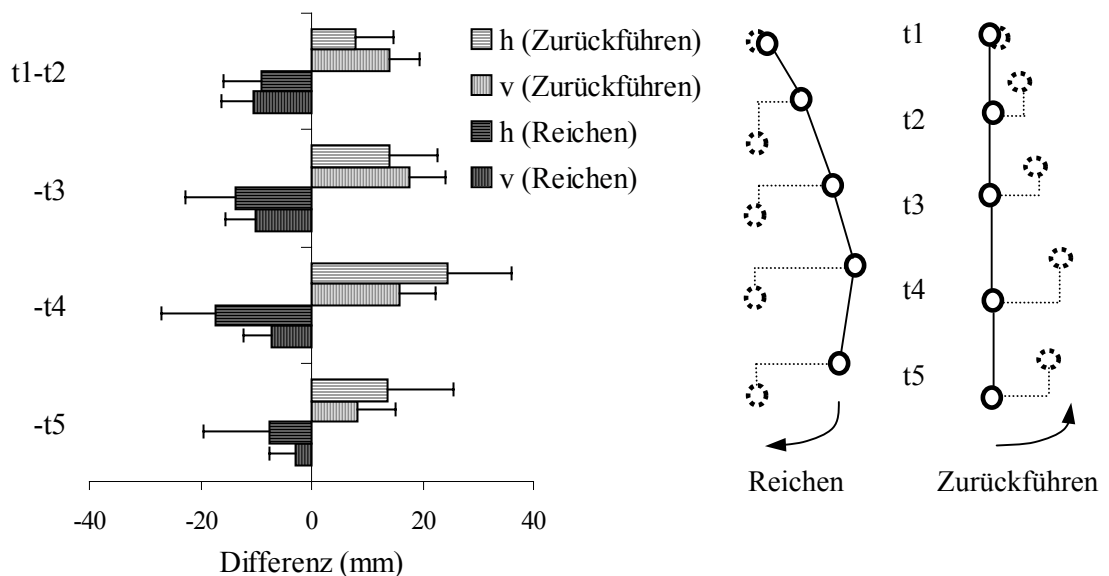 t1-t2
-t3
-t4
-t5
-40 -20 0 20 40
Differenz (mm)
h (Zurückführen)
v (Zurückführen)
h (Reichen)
v (Reichen)
t1
t2
t3
t4
t5
Reichen
Zurückführen